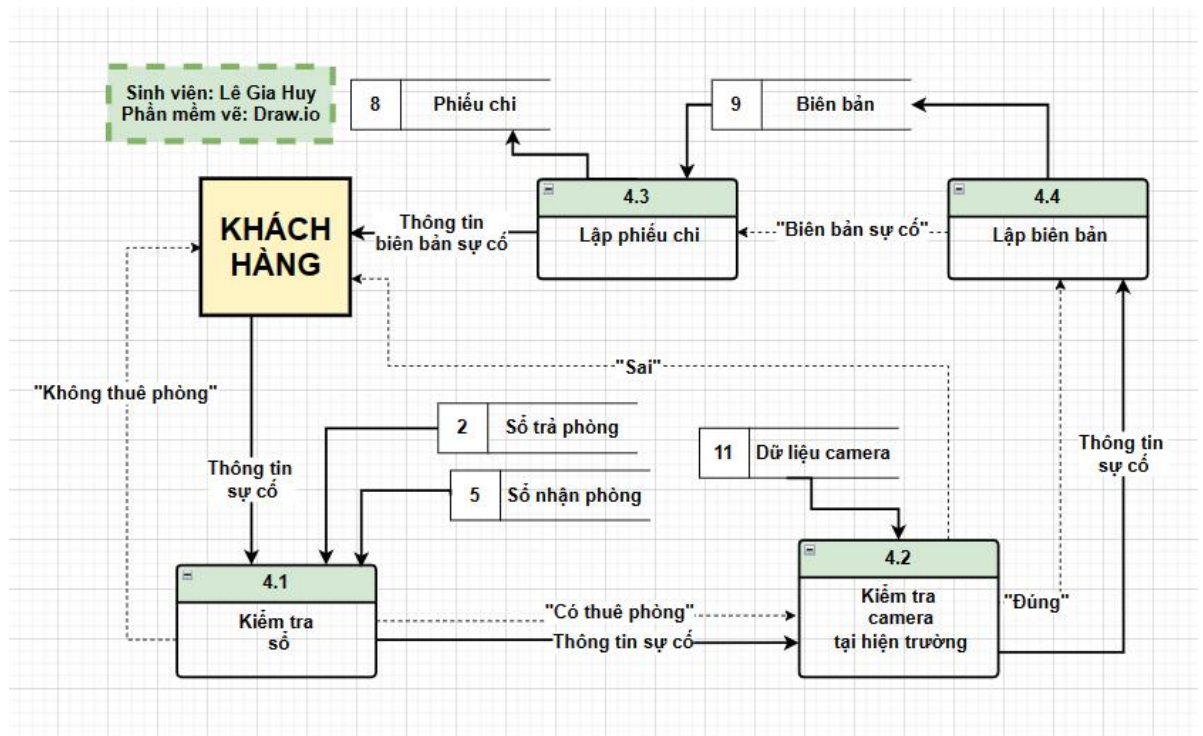 Sinh viên: Lê Gia Huy
Phần mềm vẽ: Draw.io
8
Phiếu chi
9
Biên bản
4.3
Lập phiếu chi
4.4
Lập biên bản
KHÁCH
HÀNG
Thông tin
biên bản sự cố
"Biên bản sự cố"
"Sai"
"Không thuê phòng"
2
Sổ trả phòng
11
Dữ liệu camera
Thông tin
sự cố
Thông tin
sự cố
5
Sổ nhận phòng
4.1
Kiểm tra
sổ
4.2
Kiểm tra
camera
tại hiện trường
"Có thuê phòng"
Thông tin sự cố
"Đúng"